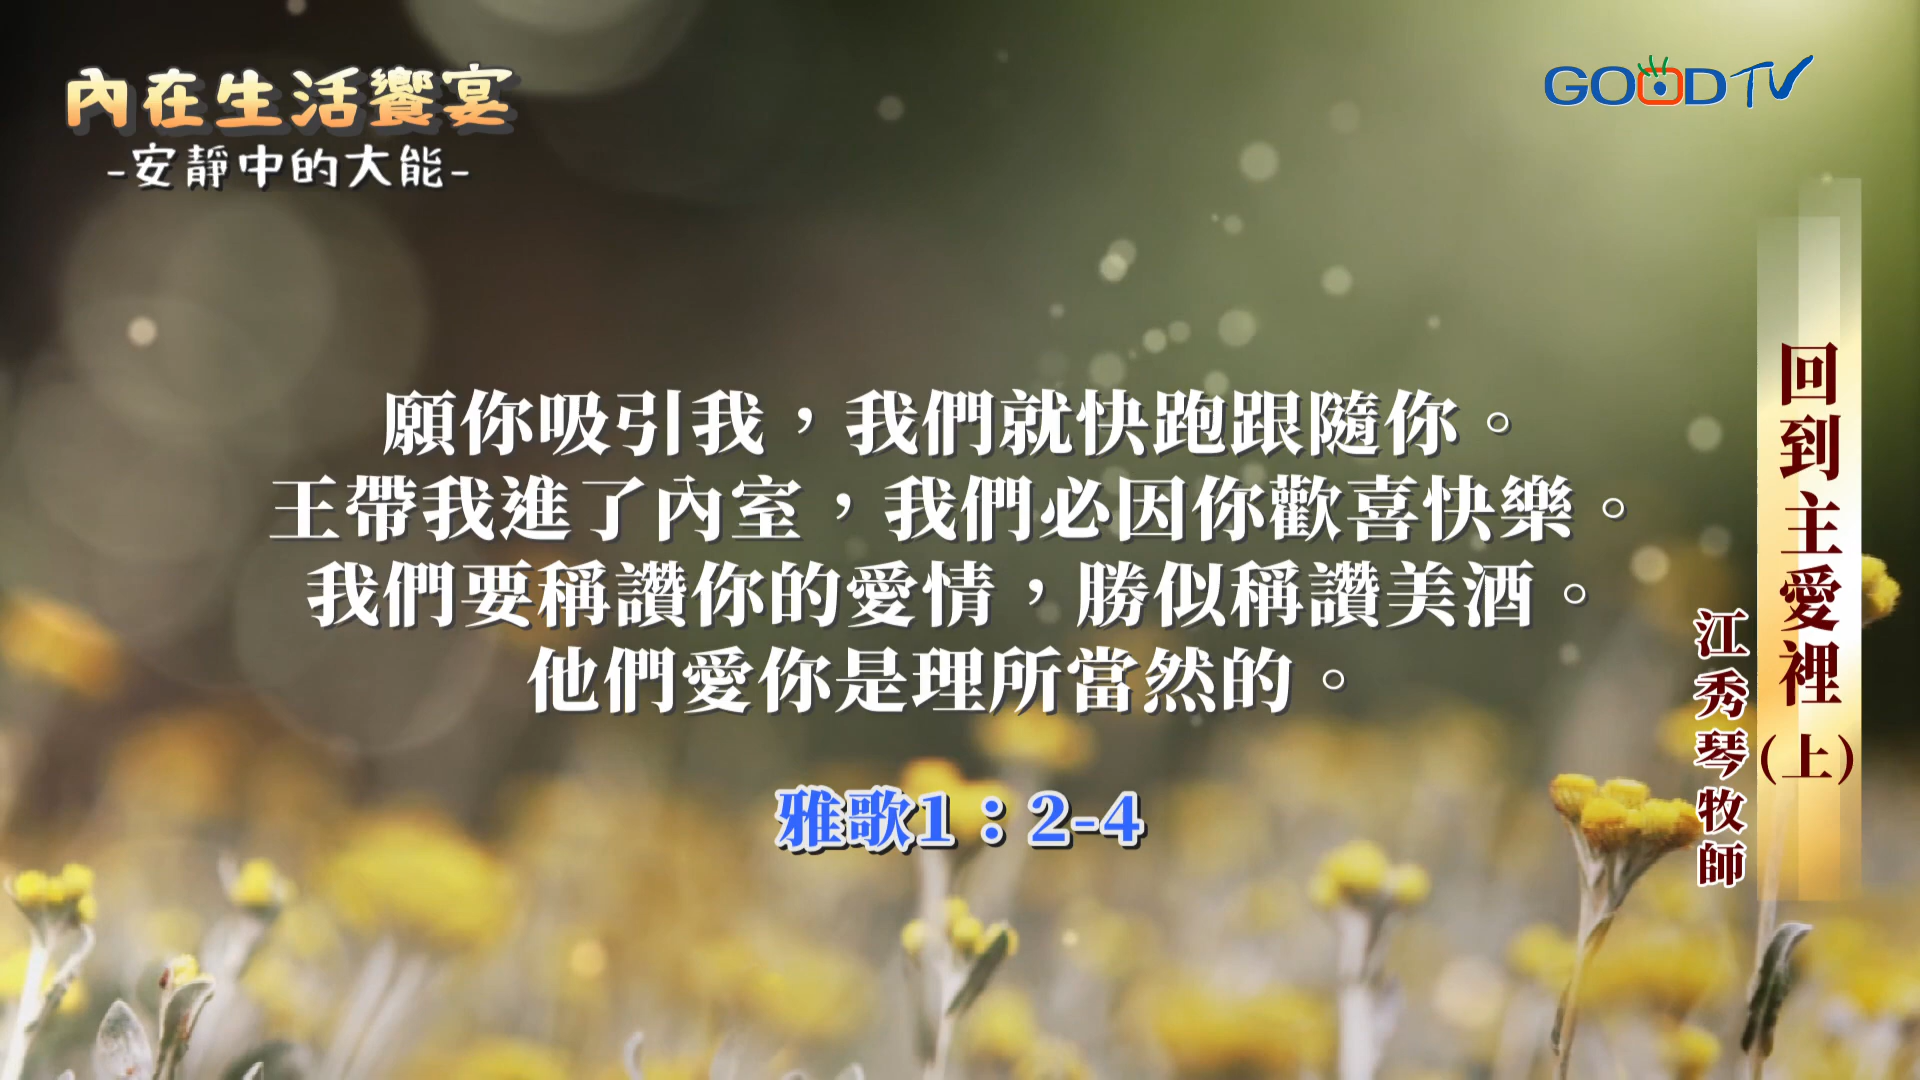 內在生活饗宴
-安靜中的大能-
GOODTV
願你吸引我，我們就快跑跟隨你。
王帶我進了內室，我們必因你歡喜快樂。
我們要稱讚你的愛情，勝似稱讚美酒。
他們愛你是理所當然的。
雅歌1：2-4
回到主愛裡(上)
江秀琴牧師